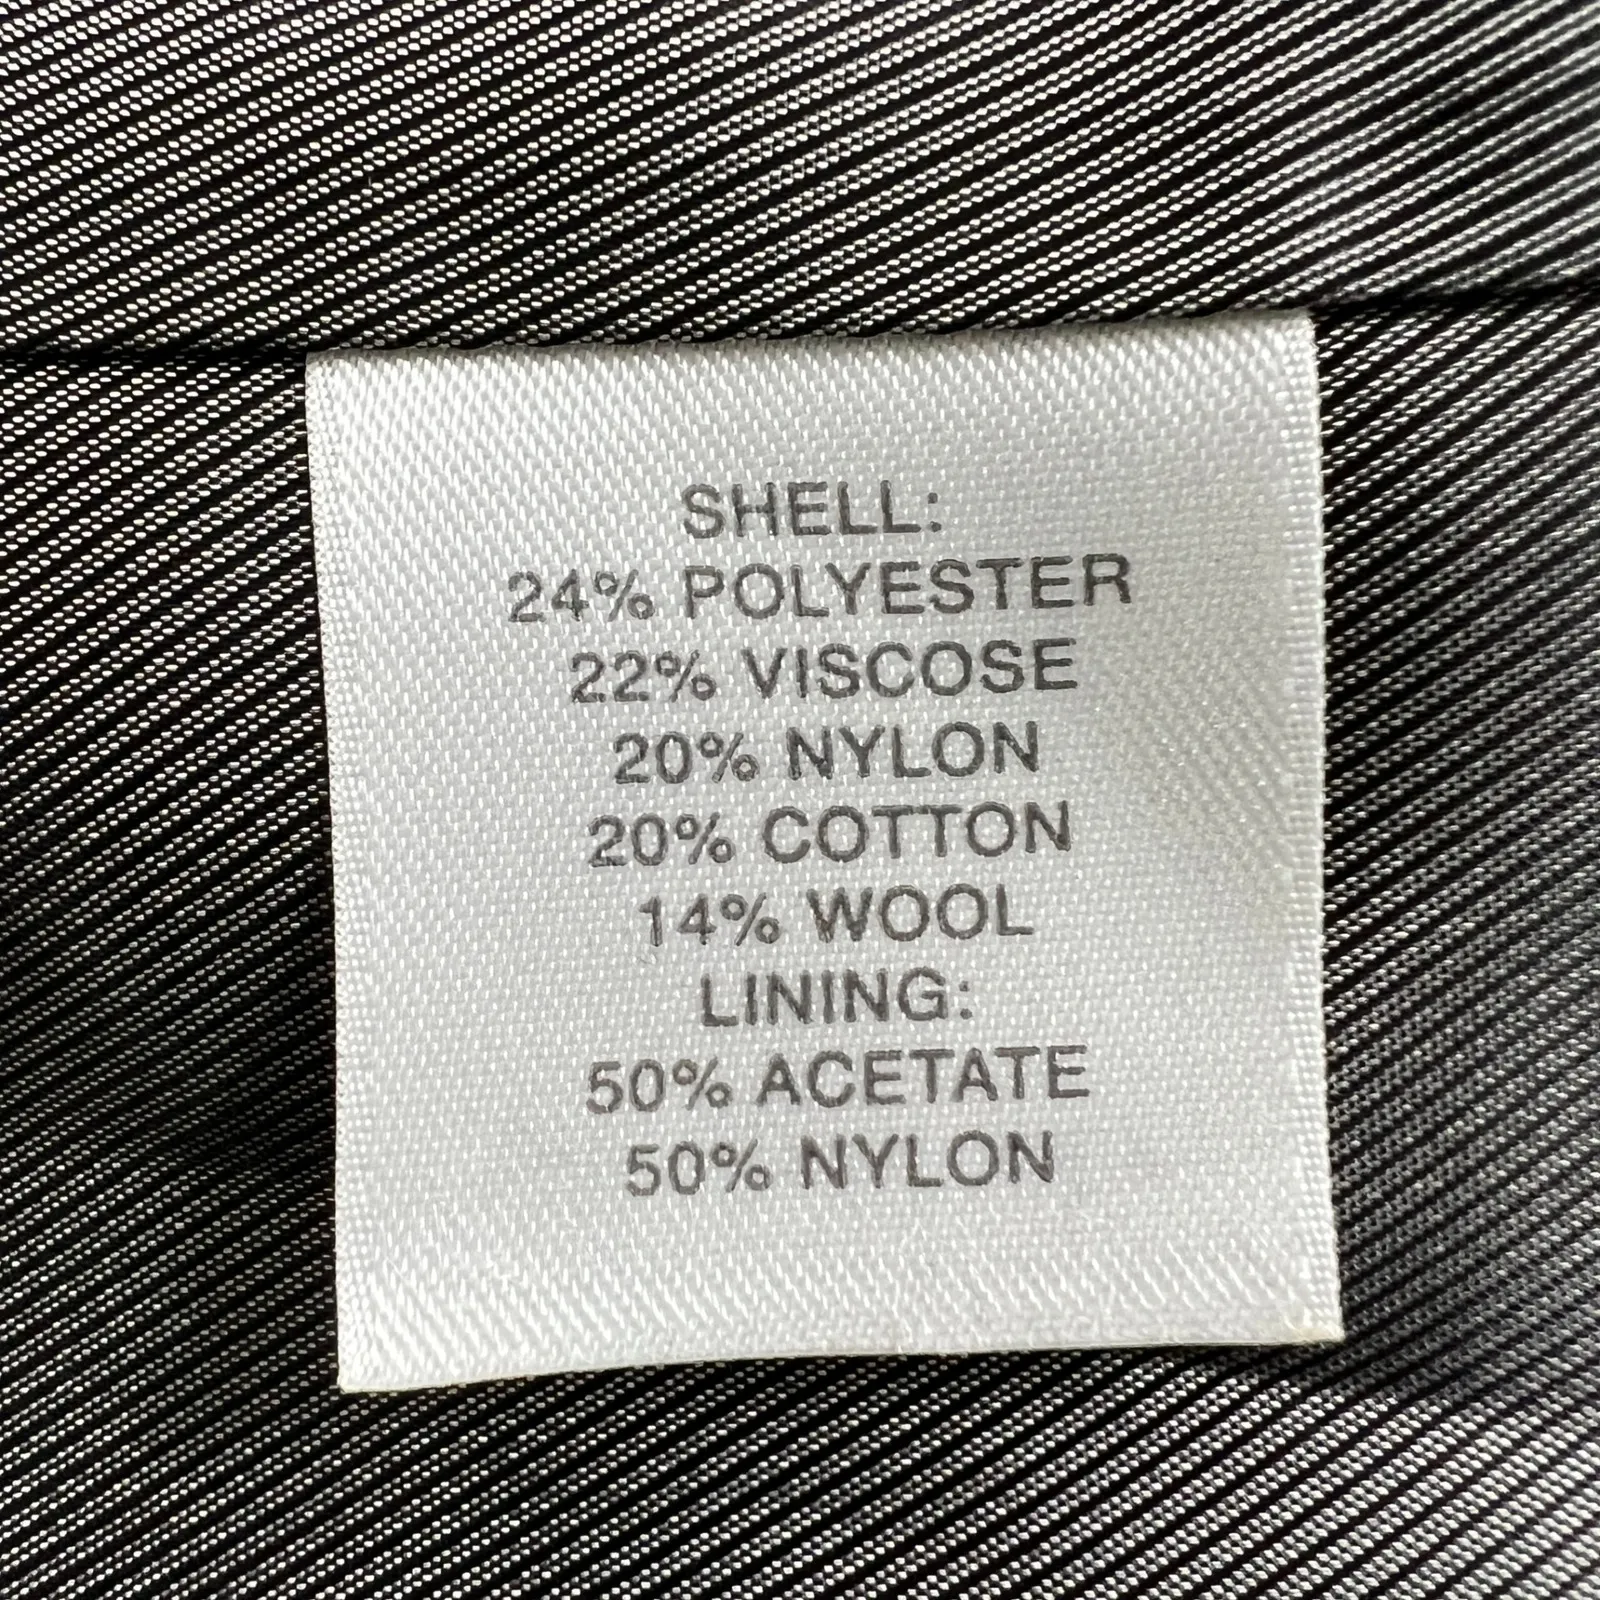 SHELL:
24% POLYESTER
22% VISCOSE
20% NYLON
20% COTTON
14% WOOL
LINING:
50% ACETATE
50% NYLON